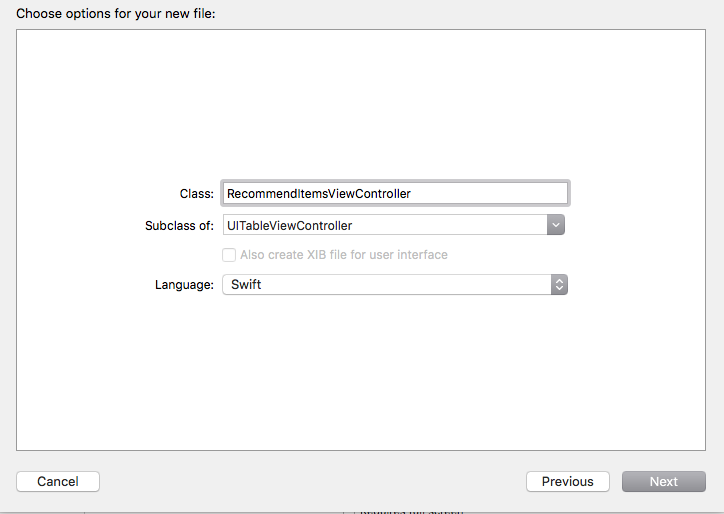 Choose options for your new file:
Class: RecommendItemsViewController
Subclass of: UITableViewController
Also create XIB file for user interface
Language: Swift
Cancel Previous Next